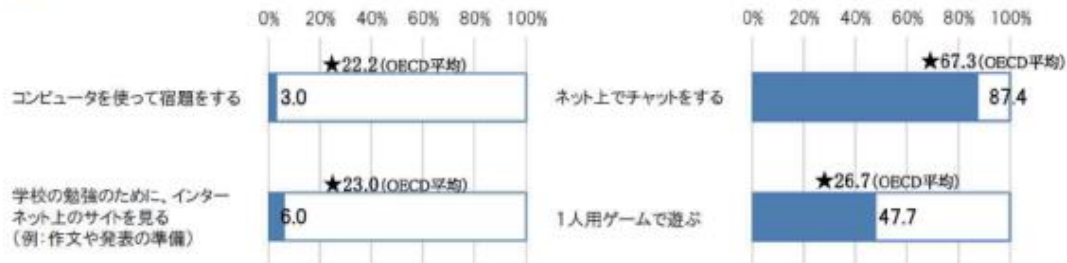 0% 20% 40% 60% 80% 100%
★22.2(OECD平均)
コンピュータを使って宿題をする
3.0
★23.0(OECD平均)
学校の勉強のために、インター
ネット上のサイトを見る
(例:作文や発表の準備)
6.0
0% 20% 40% 60% 80% 100%
★67.3(OECD平均)
ネット上でチャットをする
87.4
★26.7(OECD平均)
1人用ゲームで遊ぶ
47.7